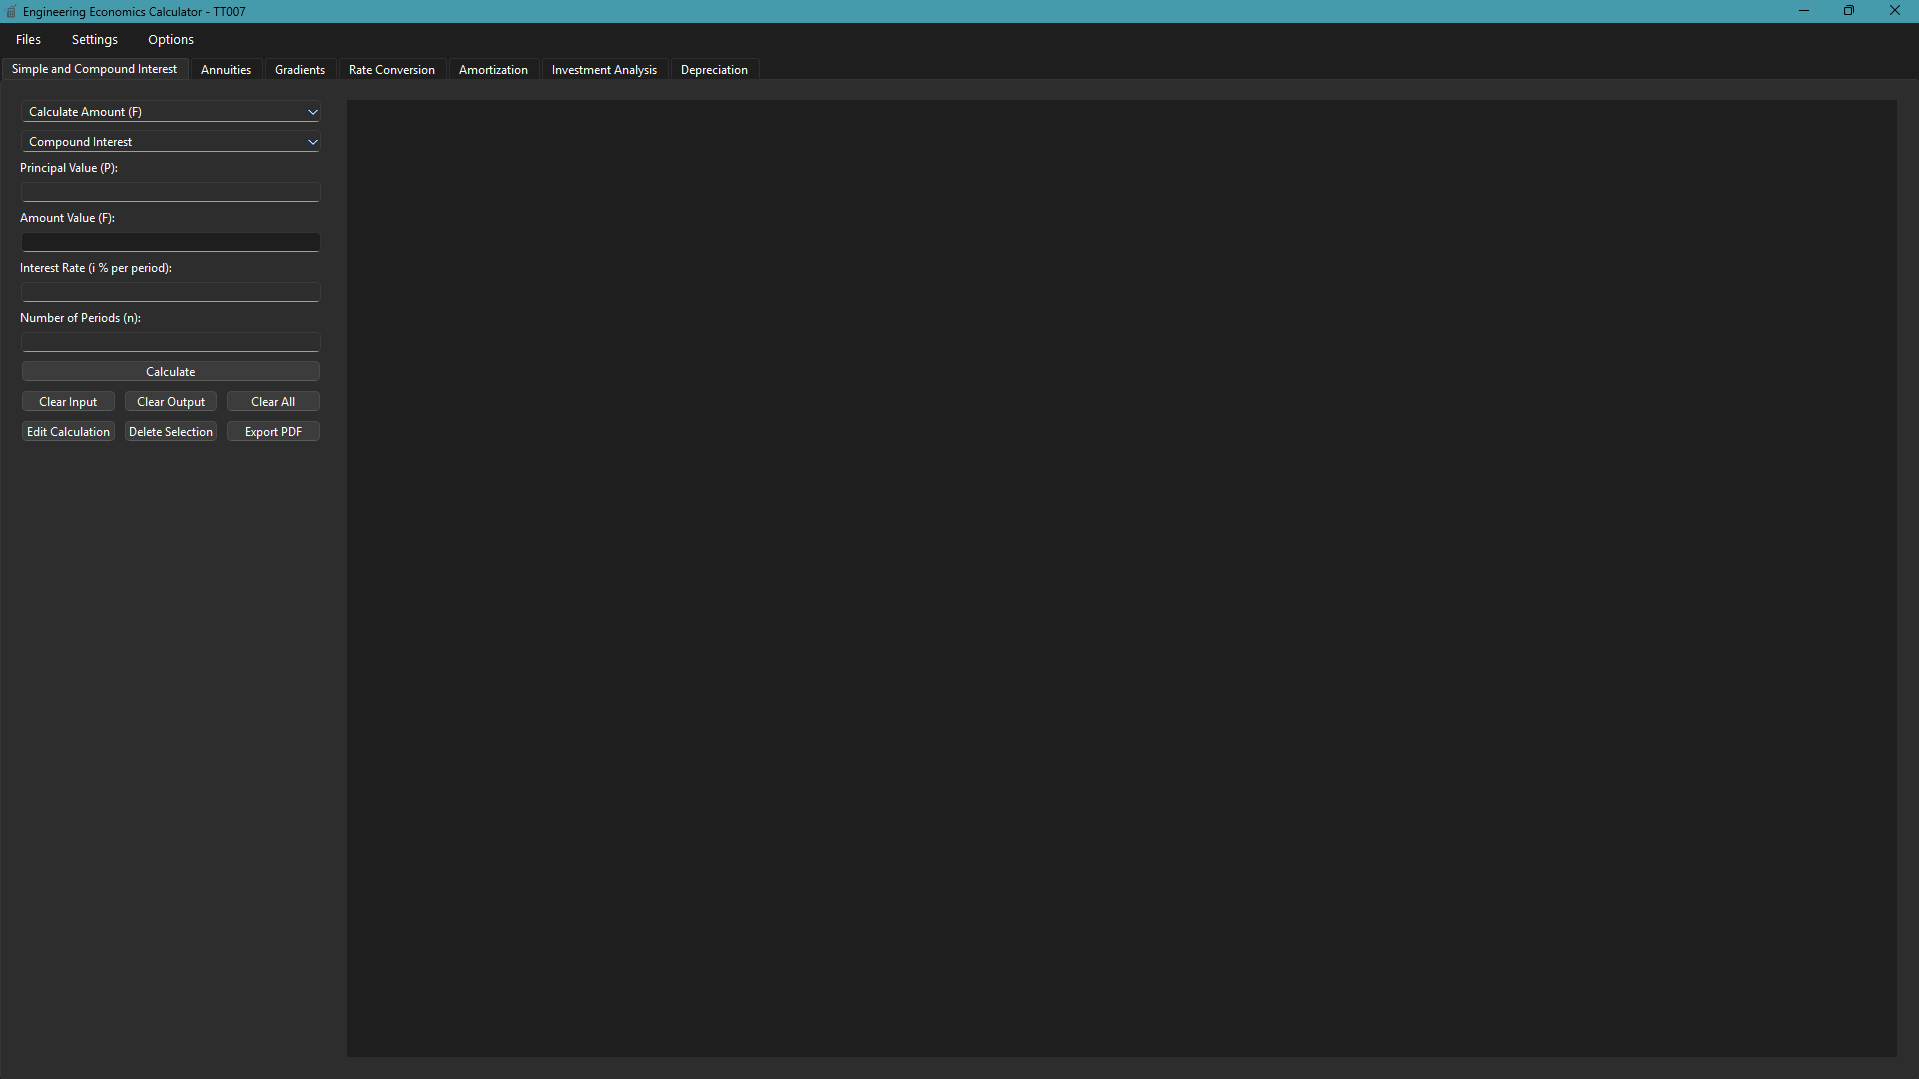 Engineering Economics Calculator - TT007
Files Settings Options
Simple and Compound Interest Annuities Gradients Rate Conversion Amortization Investment Analysis Depreciation
Calculate Amount (F)
Compound Interest
Principal Value (P):
Amount Value (F):
Interest Rate (i % per period):
Number of Periods (n):
Calculate
Clear Input Clear Output Clear All
Edit Calculation Delete Selection Export PDF